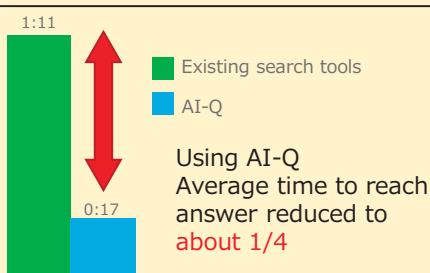 1:11
Existing search tools
AI-Q
0:17
Using AI-Q
Average time to reach
answer reduced to
about 1/4